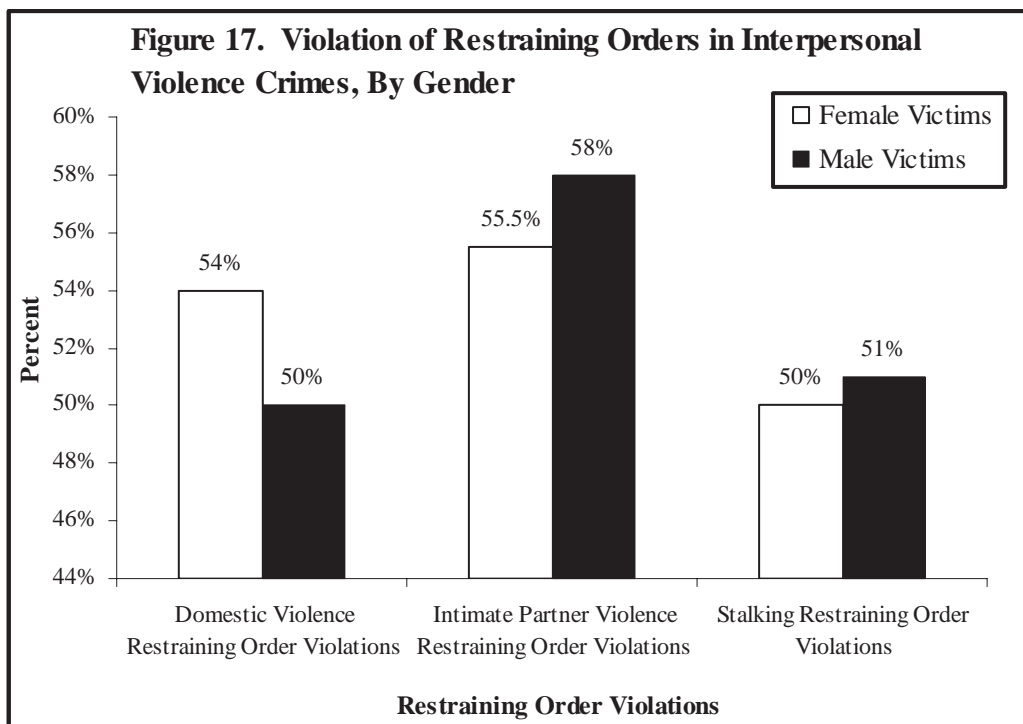 Figure 17. Violation of Restraining Orders in Interpersonal
Violence Crimes, By Gender
Female Victims
Male Victims
Percent
60%
58%
56%
54%
52%
50%
48%
46%
44%
54%
50%
55.5%
58%
50%
51%
Domestic Violence
Restraining Order Violations
Intimate Partner Violence
Restraining Order Violations
Stalking Restraining Order
Violations
Restraining Order Violations